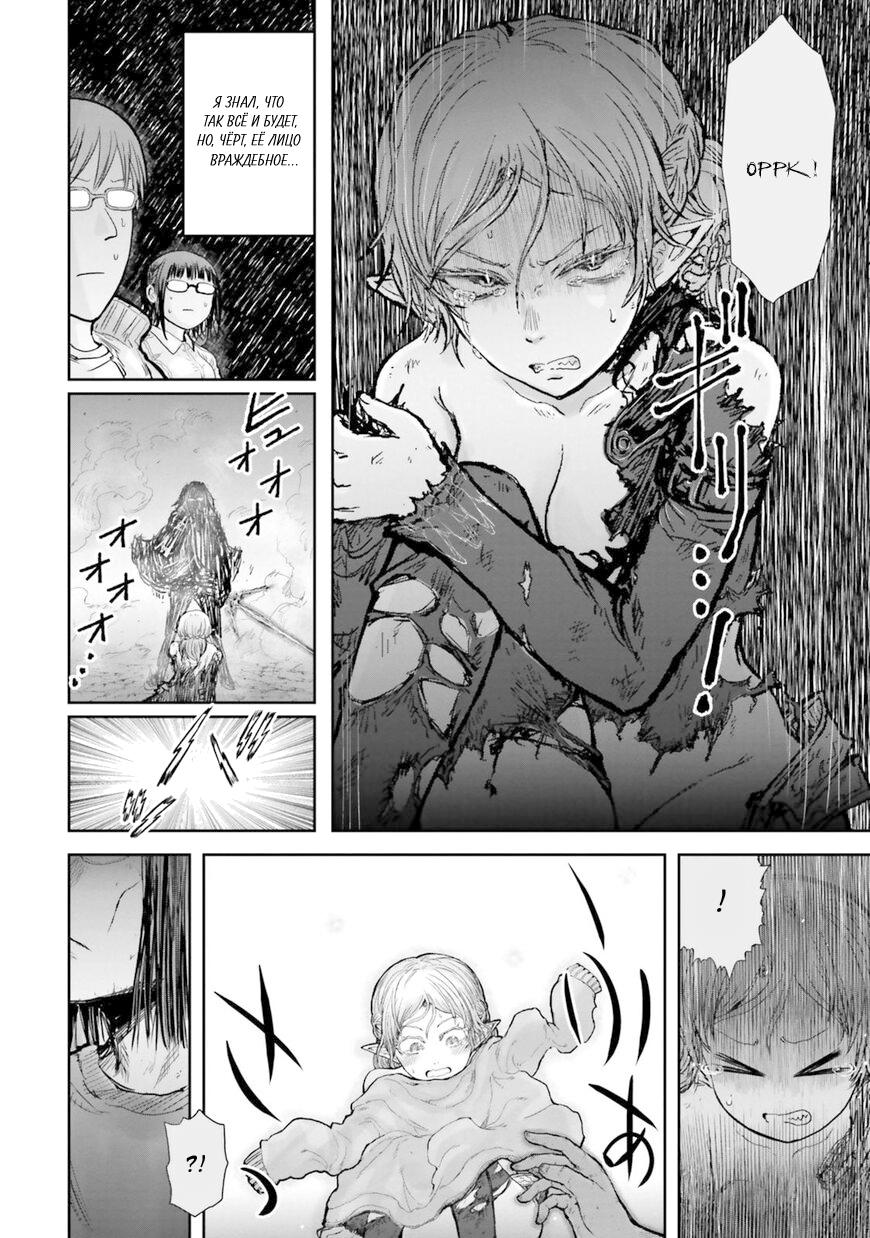 ОРРК!
ギ
リ
…
!
Я ЗНАЛ, ЧТО
ТАК ВСЁ И БУДЕТ,
НО, ЧЁРТ, ЕЁ ЛИЦО
ВРАЖДЕБНОЕ...
ビュオオオオ
オオオ…
!
?!